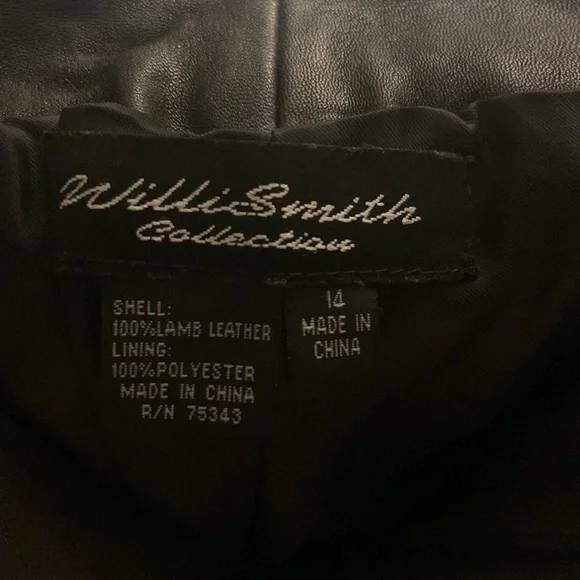 WilliSmith
Collection
SHELL:
100%LAMB LEATHER
LINING:
100%POLYESTER
MADE IN CHINA
R/N 75343
14
MADE IN
CHINA